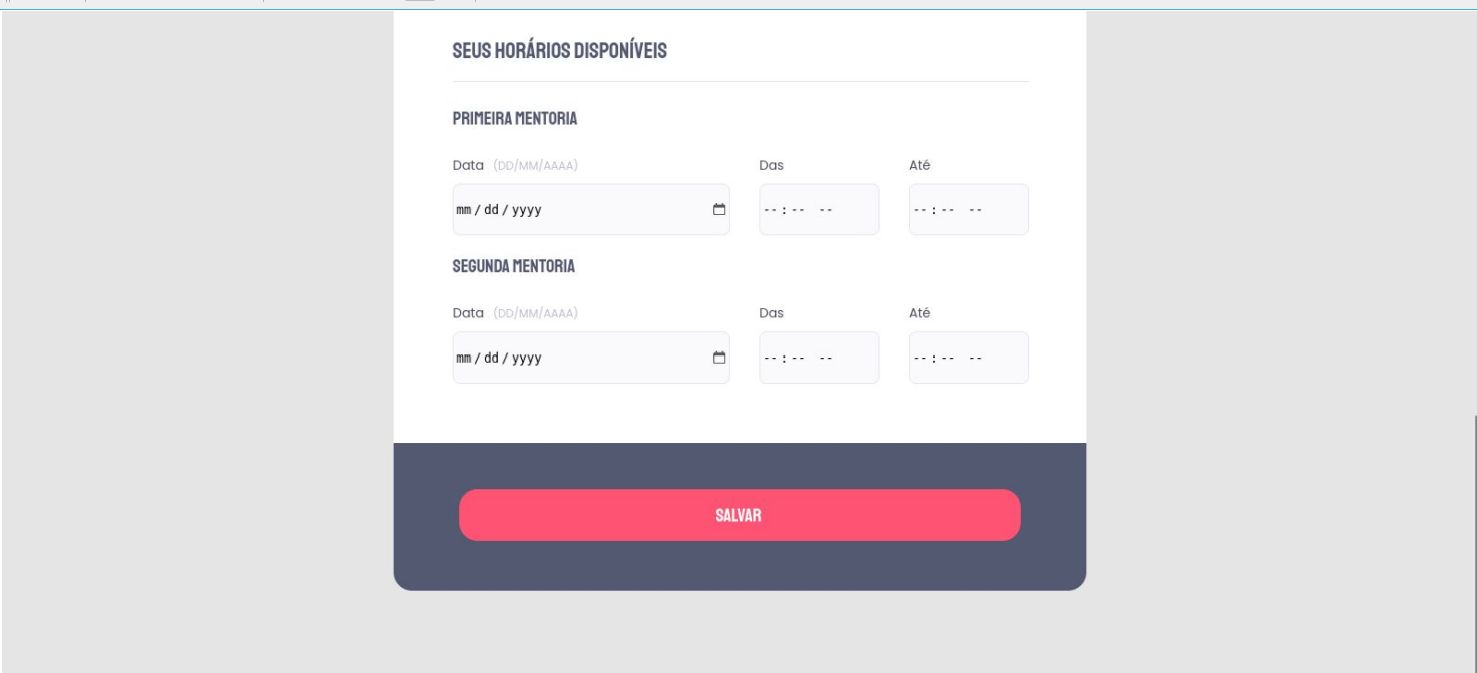 SEUS HORÁRIOS DISPONÍVEIS
PRIMEIRA MENTORIA
Data (DD/MM/AAAA) Das Até
mm/dd/yyyy --:-- -- --:-- --
SEGUNDA MENTORIA
Data (DD/MM/AAAA) Das Até
mm/dd/yyyy --:-- -- --:-- --
SALVAR